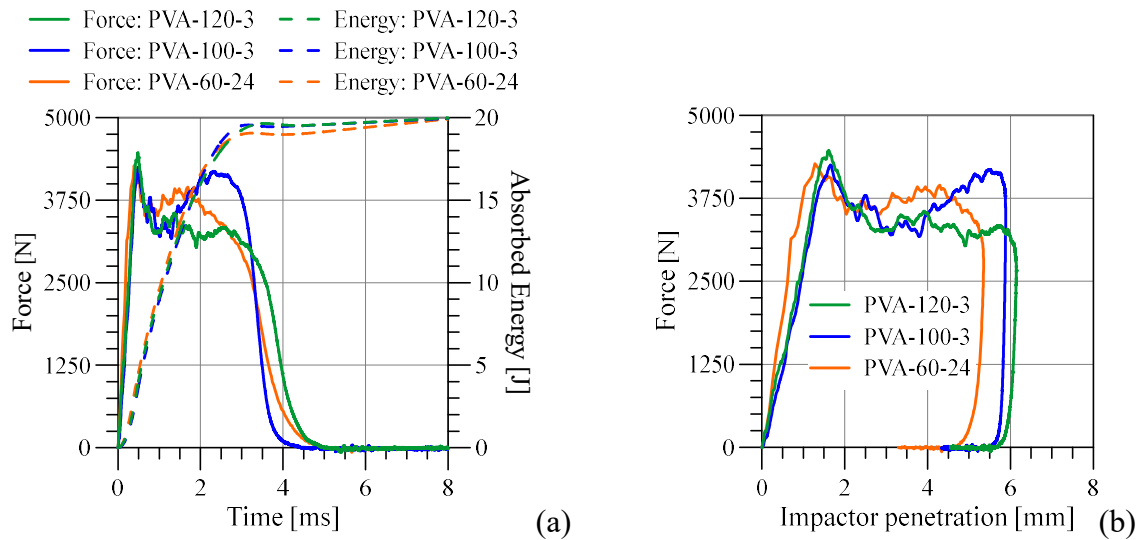 Force: PVA-120-3 Energy: PVA-120-3
Force: PVA-100-3 Energy: PVA-100-3
Force: PVA-60-24 Energy: PVA-60-24
5000
3750
2500
1250
0
Force [N]
20
15
10
5
0
Absorbed Energy [J]
0 2 4 6 8
Time [ms]
(a)
5000
3750
2500
1250
0
Force [N]
PVA-120-3
PVA-100-3
PVA-60-24
0 2 4 6 8
Impactor penetration [mm]
(b)